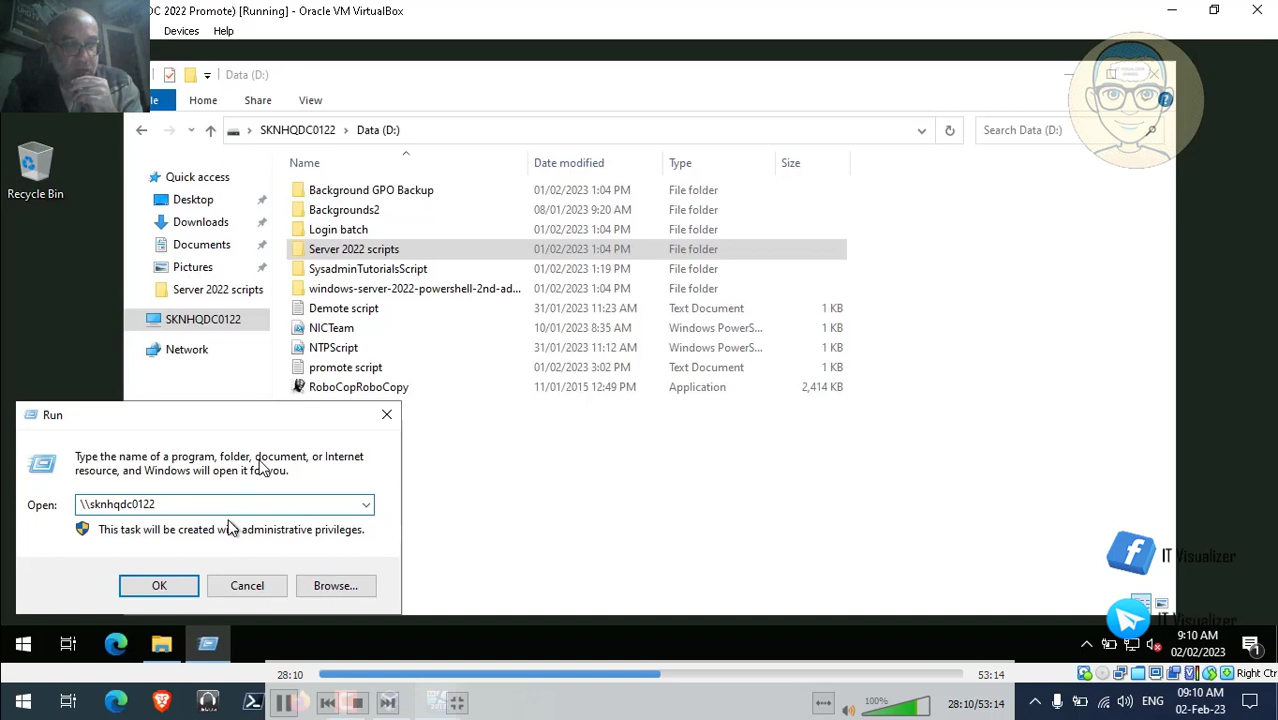 DC 2022 Promote) [Running] - Oracle VM VirtualBox
Devices Help
Data (D:)
le Home Share View
SKNHQDC0122 > Data (D:)
Search Data (D:)
Recycle Bin
Quick access
Desktop
Downloads
Documents
Pictures
Server 2022 scripts
SKNHQDC0122
Network
Name Date modified Type Size
Background GPO Backup 01/02/2023 1:04 PM File folder
Backgrounds2 08/01/2023 9:20 AM File folder
Login batch 01/02/2023 1:04 PM File folder
Server 2022 scripts 01/02/2023 1:04 PM File folder
SysadminTutorialsScript 01/02/2023 1:19 PM File folder
windows-server-2022-powershell-2nd-ad... 01/02/2023 1:04 PM File folder
Demote script 31/01/2023 11:23 AM Text Document 1 KB
NICTeam 10/01/2023 8:35 AM Windows PowerS... 1 KB
NTPScript 31/01/2023 11:12 AM Windows PowerS... 1 KB
promote script 01/02/2023 3:02 PM Text Document 1 KB
RoboCopRoboCopy 11/01/2015 12:49 PM Application 2,414 KB
Run
Type the name of a program, folder, document, or Internet
resource, and Windows will open it for you.
Open: \\sknhqdc0122
This task will be created with administrative privileges.
OK Cancel Browse...
IT Visualizer
IT Visualizer
9:10 AM
02/02/2023
1
Right Ctr
28:10 53:14
100%
28:10/53:14
ENG
09:10 AM
02-Feb-23